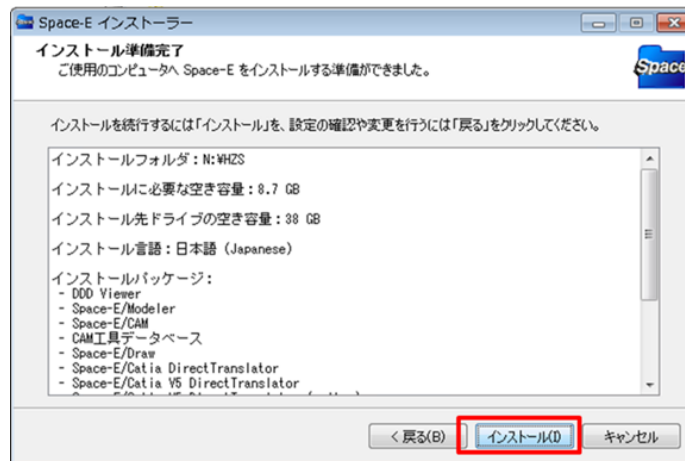 Space-E インストーラー
インストール準備完了
ご使用のコンピュータへ Space-E をインストールする準備ができました。
Space
インストールを続行するには「インストール」を、設定の確認や変更を行うには「戻る」をクリックしてください。
インストールフォルダ:N:¥HZS
インストールに必要な空き容量:8.7 GB
インストール先ドライブの空き容量:38 GB
インストール言語:日本語 (Japanese)
インストールパッケージ:
- DDD Viewer
- Space-E/Modeler
- Space-E/CAM
- CAM工具データベース
- Space-E/Draw
- Space-E/Catia DirectTranslator
- Space-E/Catia V5 DirectTranslator
< 戻る(B)
インストール(I)
キャンセル